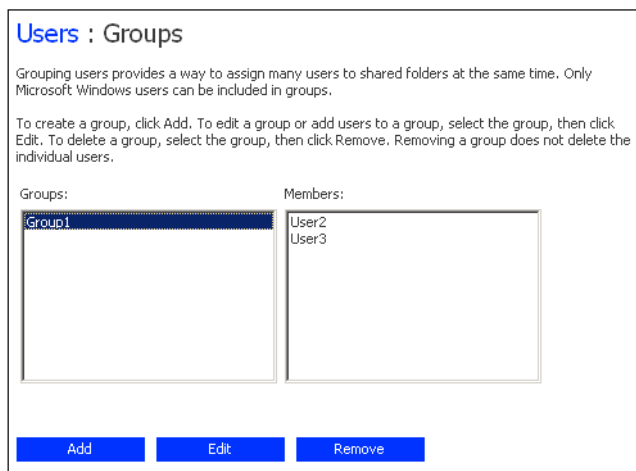 Users : Groups
Grouping users provides a way to assign many users to shared folders at the same time. Only
Microsoft Windows users can be included in groups.
To create a group, click Add. To edit a group or add users to a group, select the group, then click
Edit. To delete a group, select the group, then click Remove. Removing a group does not delete the
individual users.
Groups: Members:
Group1 User2
User3
Add Edit Remove